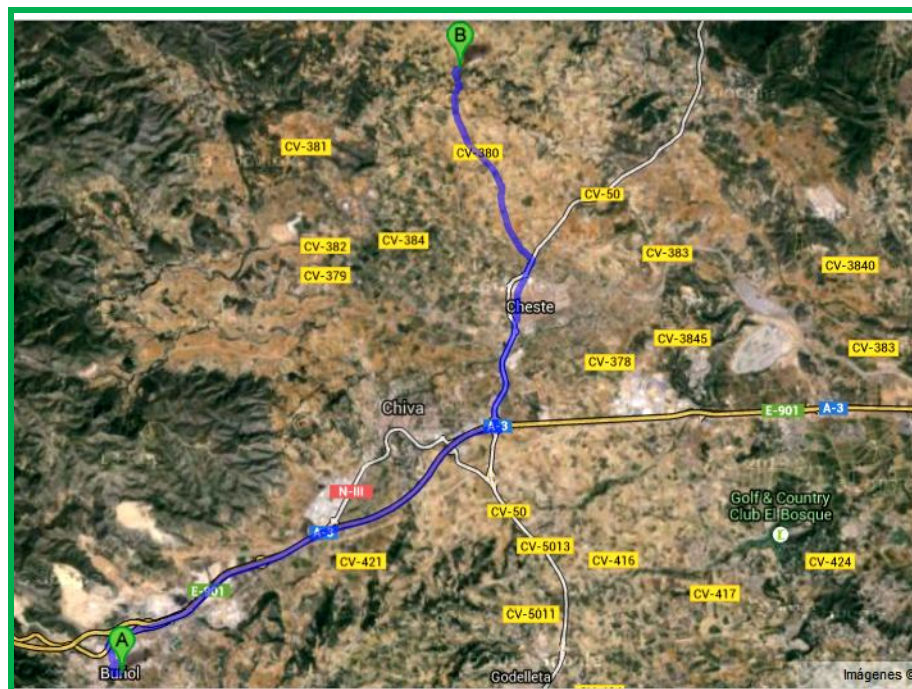 B
CV-381
CV-380
CV-50
CV-382
CV-384
CV-383
CV-3840
CV-379
Cheste
CV-3845
CV-383
CV-378
Chiva
E-901
A-3
A-3
N-III
Golf & Country
Club El Bosque
CV-50
A-3
CV-5013
CV-421
CV-416
CV-424
E-901
CV-417
CV-5011
A
Buñol
Godelleta
Imágenes ©